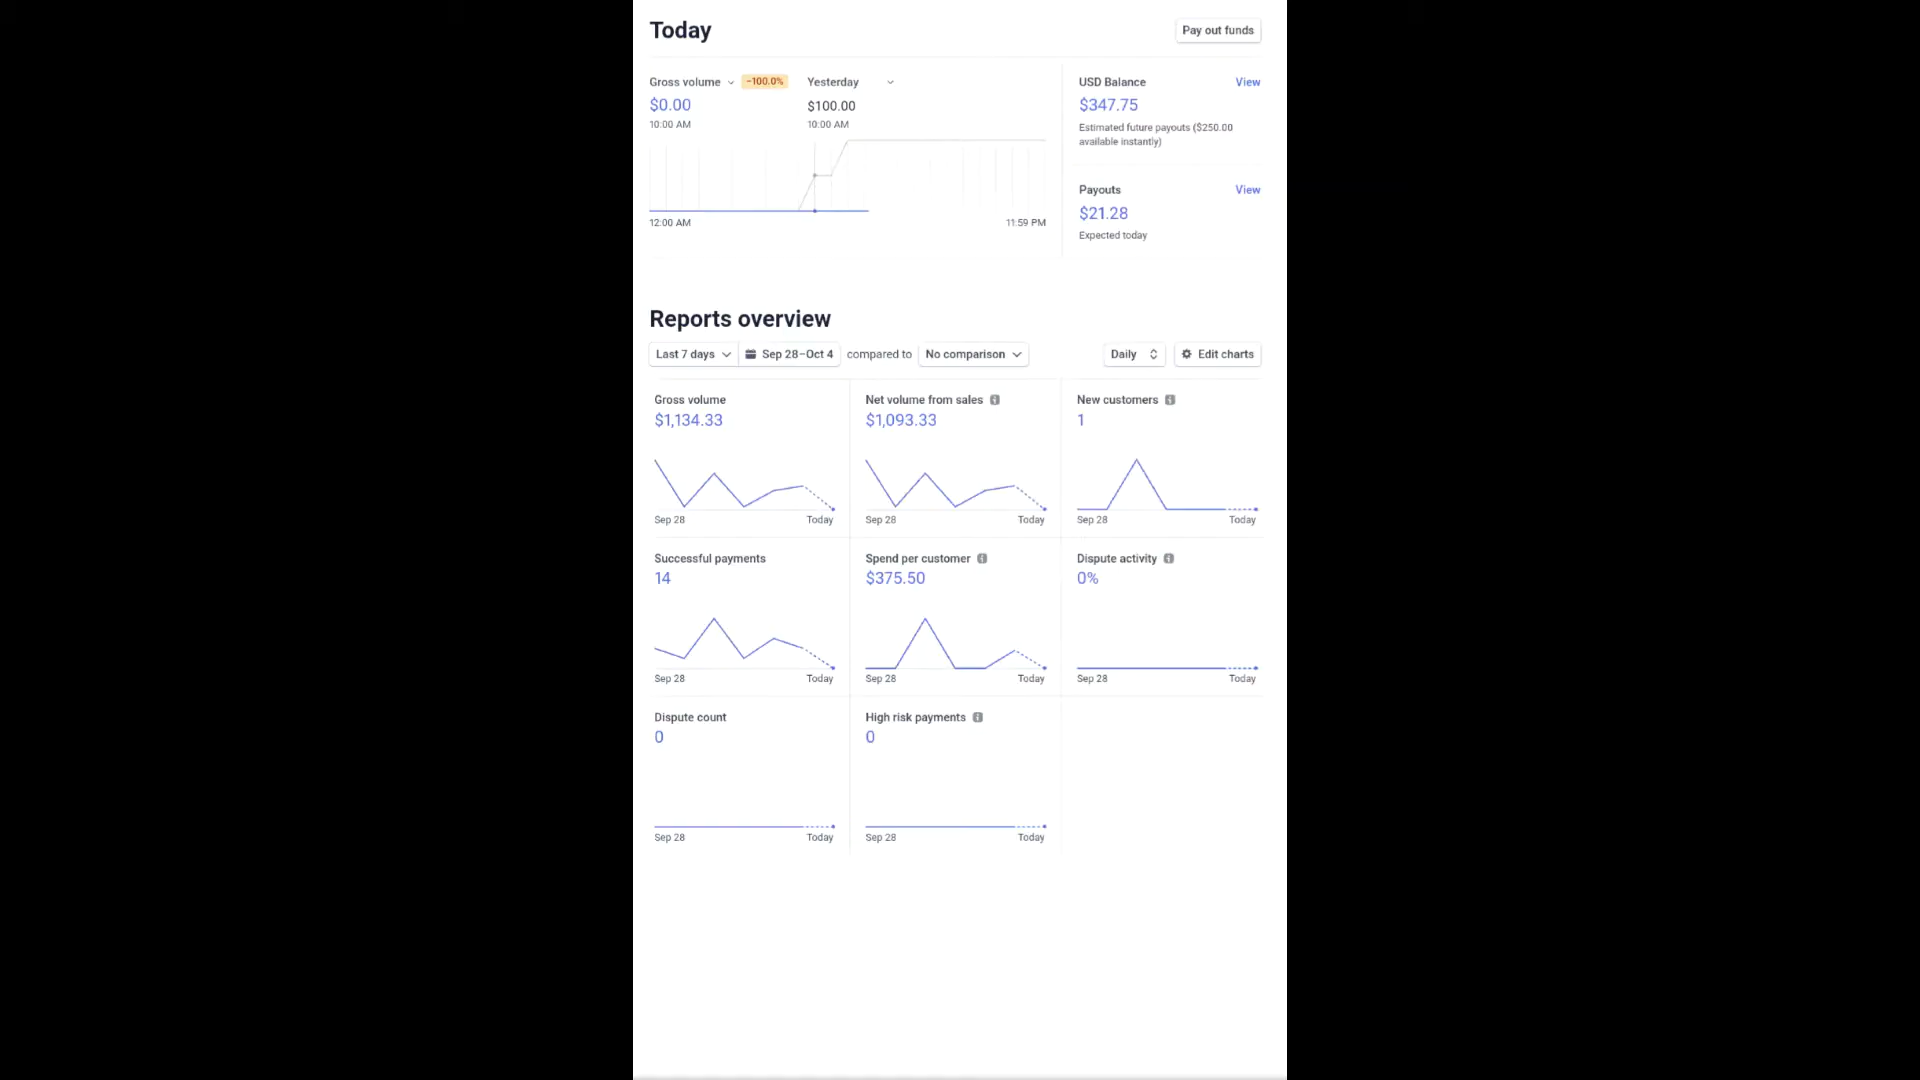 Today
Pay out funds
Gross volume
-100.0%
Yesterday
$0.00
$100.00
10:00 AM
10:00 AM
12:00 AM
11:59 PM
USD Balance
View
$347.75
Estimated future payouts ($250.00
available instantly)
Payouts
View
$21.28
Expected today
Reports overview
Last 7 days
Sep 28–Oct 4
compared to
No comparison
Daily
Edit charts
Gross volume
$1,134.33
Sep 28
Today
Net volume from sales
$1,093.33
Sep 28
Today
New customers
1
Sep 28
Today
Successful payments
14
Sep 28
Today
Spend per customer
$375.50
Sep 28
Today
Dispute activity
0%
Sep 28
Today
Dispute count
0
Sep 28
Today
High risk payments
0
Sep 28
Today